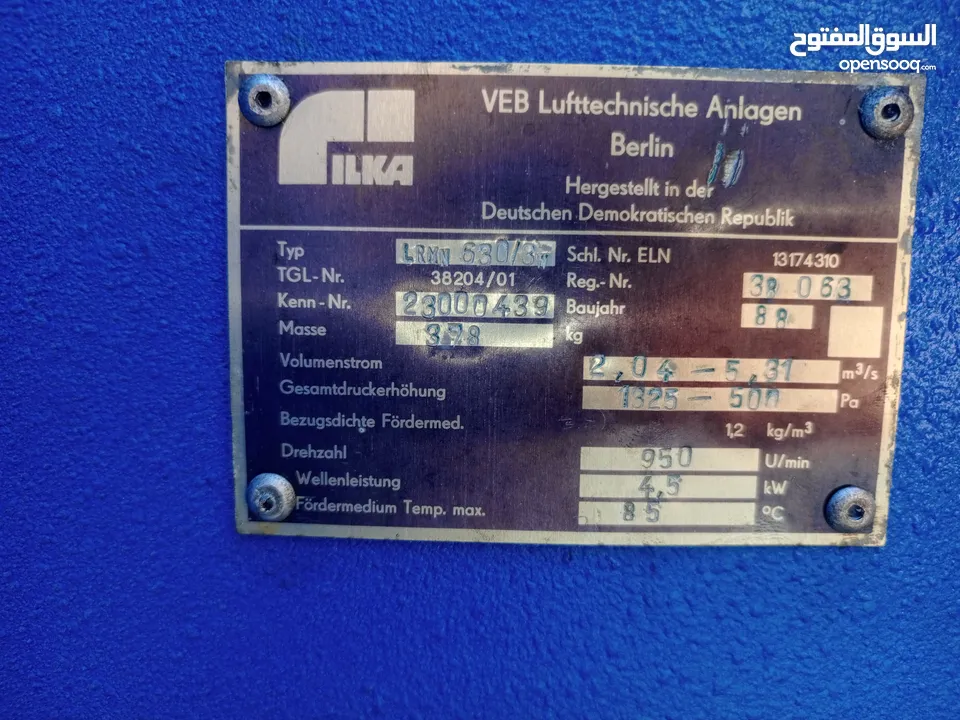 السوق المفتوح
opensooq.com
ILKA
VEB Lufttechnische Anlagen
Berlin
Hergestellt in der
Deutschen Demokratischen Republik
Typ LRMN 630/
Schl. Nr. ELN 13174310
TGL-Nr. 38204/01
Reg.-Nr. 063
Kenn-Nr. 23000439
Baujahr 88
Masse 378 kg
Volumenstrom 2,04 — 5,31 m³/s
Gesamtdruckerhöhung 1325 — 500 Pa
Bezugsdichte Fördermed. 1,2 kg/m³
Drehzahl 950 U/min
Wellenleistung 4,5 kW
Fördermedium Temp. max. 85 °C